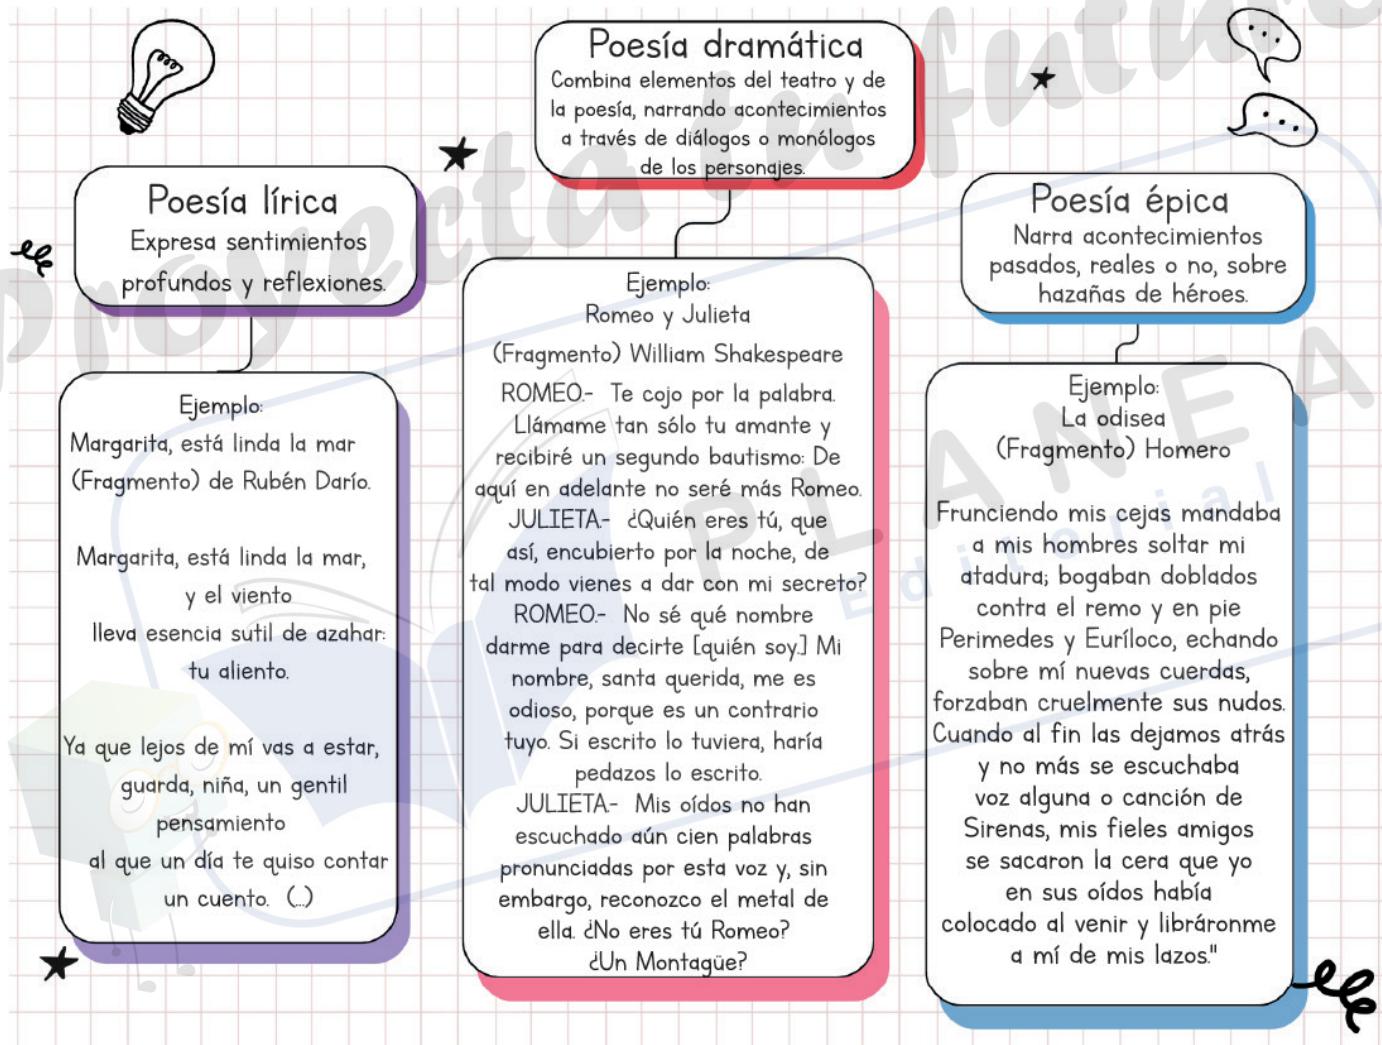 Poesía lírica
Expresa sentimientos
profundos y reflexiones.
Ejemplo:
Margarita, está linda la mar
(Fragmento) de Rubén Darío.
Margarita, está linda la mar,
y el viento
lleva esencia sutil de azahar:
tu aliento.
Ya que lejos de mí vas a estar,
guarda, niña, un gentil
pensamiento
al que un día te quiso contar
un cuento. (...)
Poesía dramática
Combina elementos del teatro y de
la poesía, narrando acontecimientos
a través de diálogos o monólogos
de los personajes.
Ejemplo:
Romeo y Julieta
(Fragmento) William Shakespeare
ROMEO.- Te cojo por la palabra.
Llámame tan sólo tu amante y
recibiré un segundo bautismo: De
aquí en adelante no seré más Romeo.
JULIETA.- ¿Quién eres tú, que
así, encubierto por la noche, de
tal modo vienes a dar con mi secreto?
ROMEO.- No sé qué nombre
darme para decirte [quién soy.] Mi
nombre, santa querida, me es
odioso, porque es un contrario
tuyo. Si escrito lo tuviera, haría
pedazos lo escrito.
JULIETA.- Mis oídos no han
escuchado aún cien palabras
pronunciadas por esta voz y, sin
embargo, reconozco el metal de
ella. ¿No eres tú Romeo?
¿Un Montagüe?
Poesía épica
Narra acontecimientos
pasados, reales o no, sobre
hazañas de héroes.
Ejemplo:
La odisea
(Fragmento) Homero
Frunciendo mis cejas mandaba
a mis hombres soltar mi
atadura; bogaban doblados
contra el remo y en pie
Perimedes y Euríloco, echando
sobre mí nuevas cuerdas,
forzaban cruelmente sus nudos.
Cuando al fin las dejamos atrás
y no más se escuchaba
voz alguna o canción de
Sirenas, mis fieles amigos
se sacaron la cera que yo
en sus oídos había
colocado al venir y libráronme
a mí de mis lazos."
Proyecta tu futuro
PLANEA
Editorial